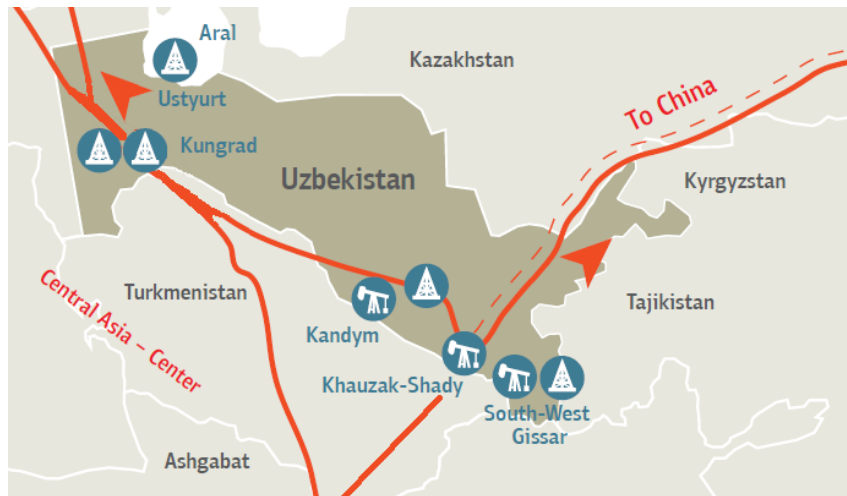 Aral
Kazakhstan
Ustyurt
To China
Kungrad
Uzbekistan
Kyrgyzstan
Turkmenistan
Tajikistan
Central Asia – Center
Kandym
Khauzak-Shady
South-West
Gissar
Ashgabat